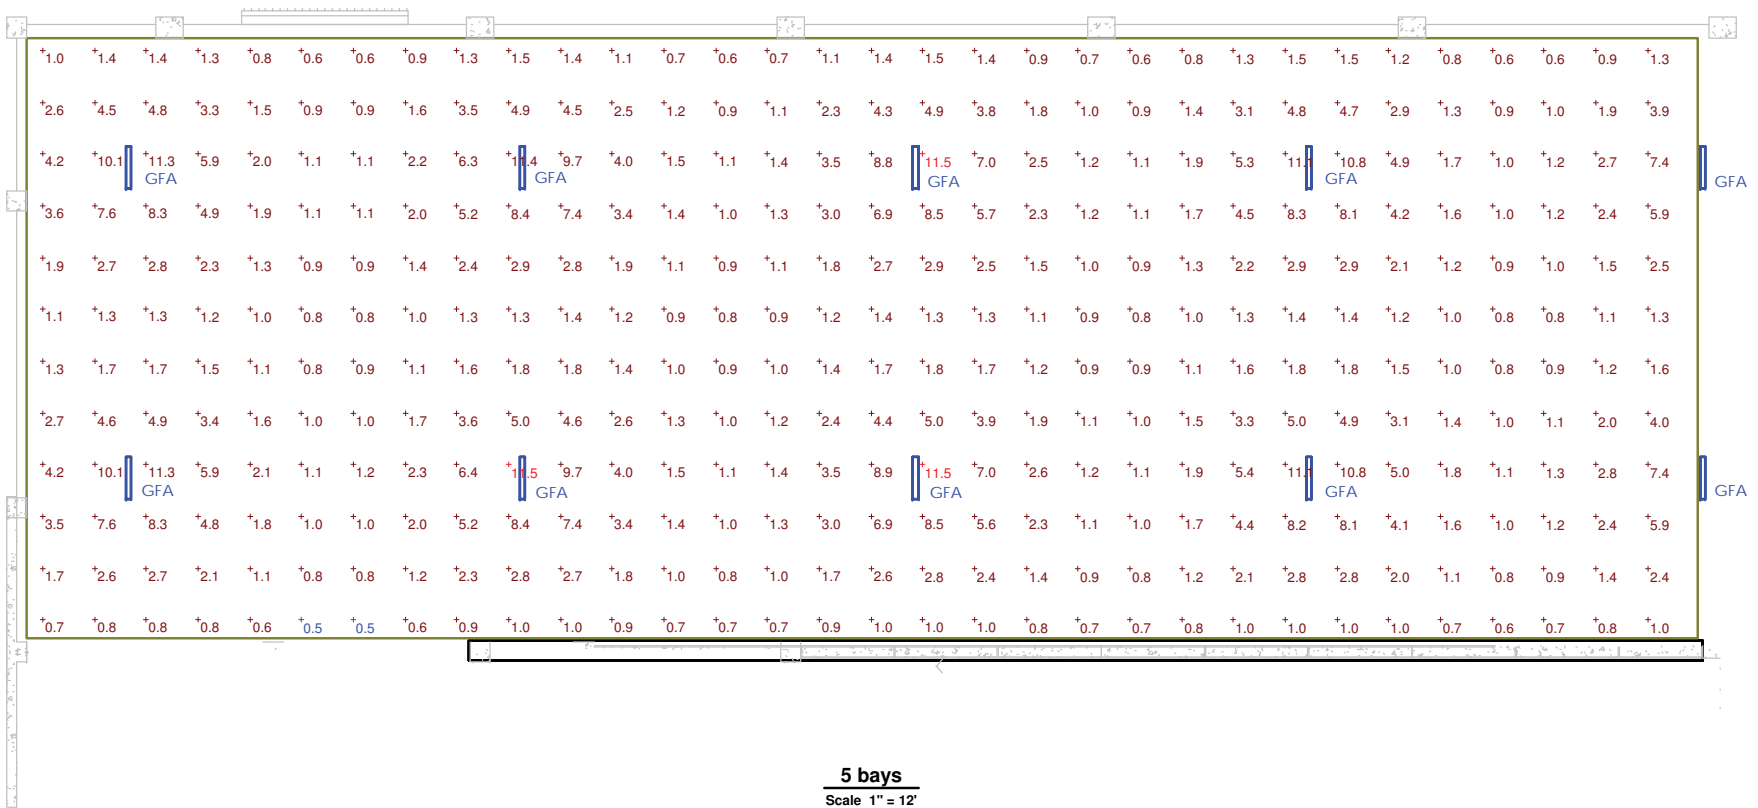 +1.0 +1.4 +1.4 +1.3 +0.8 +0.6 +0.6 +0.9 +1.3 +1.5 +1.4 +1.1 +0.7 +0.6 +0.7 +1.1 +1.4 +1.5 +1.4 +0.9 +0.7 +0.6 +0.8 +1.3 +1.5 +1.5 +1.2 +0.8 +0.6 +0.6 +0.9 +1.3
+2.6 +4.5 +4.8 +3.3 +1.5 +0.9 +0.9 +1.6 +3.5 +4.9 +4.5 +2.5 +1.2 +0.9 +1.1 +2.3 +4.3 +4.9 +3.8 +1.8 +1.0 +0.9 +1.4 +3.1 +4.8 +4.7 +2.9 +1.3 +0.9 +1.0 +1.9 +3.9
+4.2 +10.1 +11.3 +5.9 +2.0 +1.1 +1.1 +2.2 +6.3 +11.4 +9.7 +4.0 +1.5 +1.1 +1.4 +3.5 +8.8 +11.5 +7.0 +2.5 +1.2 +1.1 +1.9 +5.3 +11.1 +10.8 +4.9 +1.7 +1.0 +1.2 +2.7 +7.4
GFA GFA GFA GFA GFA
+3.6 +7.6 +8.3 +4.9 +1.9 +1.1 +1.1 +2.0 +5.2 +8.4 +7.4 +3.4 +1.4 +1.0 +1.3 +3.0 +6.9 +8.5 +5.7 +2.3 +1.2 +1.1 +1.7 +4.5 +8.3 +8.1 +4.2 +1.6 +1.0 +1.2 +2.4 +5.9
+1.9 +2.7 +2.8 +2.3 +1.3 +0.9 +0.9 +1.4 +2.4 +2.9 +2.8 +1.9 +1.1 +0.9 +1.1 +1.8 +2.7 +2.9 +2.5 +1.5 +1.0 +0.9 +1.3 +2.2 +2.9 +2.9 +2.1 +1.2 +0.9 +1.0 +1.5 +2.5
+1.1 +1.3 +1.3 +1.2 +1.0 +0.8 +0.8 +1.0 +1.3 +1.3 +1.4 +1.2 +0.9 +0.8 +0.9 +1.2 +1.4 +1.3 +1.3 +1.1 +0.9 +0.8 +1.0 +1.3 +1.4 +1.4 +1.2 +1.0 +0.8 +0.8 +1.1 +1.3
+1.3 +1.7 +1.7 +1.5 +1.1 +0.8 +0.9 +1.1 +1.6 +1.8 +1.8 +1.4 +1.0 +0.9 +1.0 +1.4 +1.7 +1.8 +1.7 +1.2 +0.9 +0.9 +1.1 +1.6 +1.8 +1.8 +1.5 +1.0 +0.8 +0.9 +1.2 +1.6
+2.7 +4.6 +4.9 +3.4 +1.6 +1.0 +1.0 +1.7 +3.6 +5.0 +4.6 +2.6 +1.3 +1.0 +1.2 +2.4 +4.4 +5.0 +3.9 +1.9 +1.1 +1.0 +1.5 +3.3 +5.0 +4.9 +3.1 +1.4 +1.0 +1.1 +2.0 +4.0
+4.2 +10.1 +11.3 +5.9 +2.1 +1.1 +1.2 +2.3 +6.4 +11.5 +9.7 +4.0 +1.5 +1.1 +1.4 +3.5 +8.9 +11.5 +7.0 +2.6 +1.2 +1.1 +1.9 +5.4 +11.1 +10.8 +5.0 +1.8 +1.1 +1.3 +2.8 +7.4
GFA GFA GFA GFA GFA
+3.5 +7.6 +8.3 +4.8 +1.8 +1.0 +1.0 +2.0 +5.2 +8.4 +7.4 +3.4 +1.4 +1.0 +1.3 +3.0 +6.9 +8.5 +5.6 +2.3 +1.1 +1.0 +1.7 +4.4 +8.2 +8.1 +4.1 +1.6 +1.0 +1.2 +2.4 +5.9
+1.7 +2.6 +2.7 +2.1 +1.1 +0.8 +0.8 +1.2 +2.3 +2.8 +2.7 +1.8 +1.0 +0.8 +1.0 +1.7 +2.6 +2.8 +2.4 +1.4 +0.9 +0.8 +1.2 +2.1 +2.8 +2.8 +2.0 +1.1 +0.8 +0.9 +1.4 +2.4
+0.7 +0.8 +0.8 +0.8 +0.6 +0.5 +0.5 +0.6 +0.9 +1.0 +1.0 +0.9 +0.7 +0.7 +0.7 +0.9 +1.0 +1.0 +1.0 +0.8 +0.7 +0.7 +0.8 +1.0 +1.0 +1.0 +1.0 +0.7 +0.6 +0.7 +0.8 +1.0
5 bays
Scale 1" = 12'